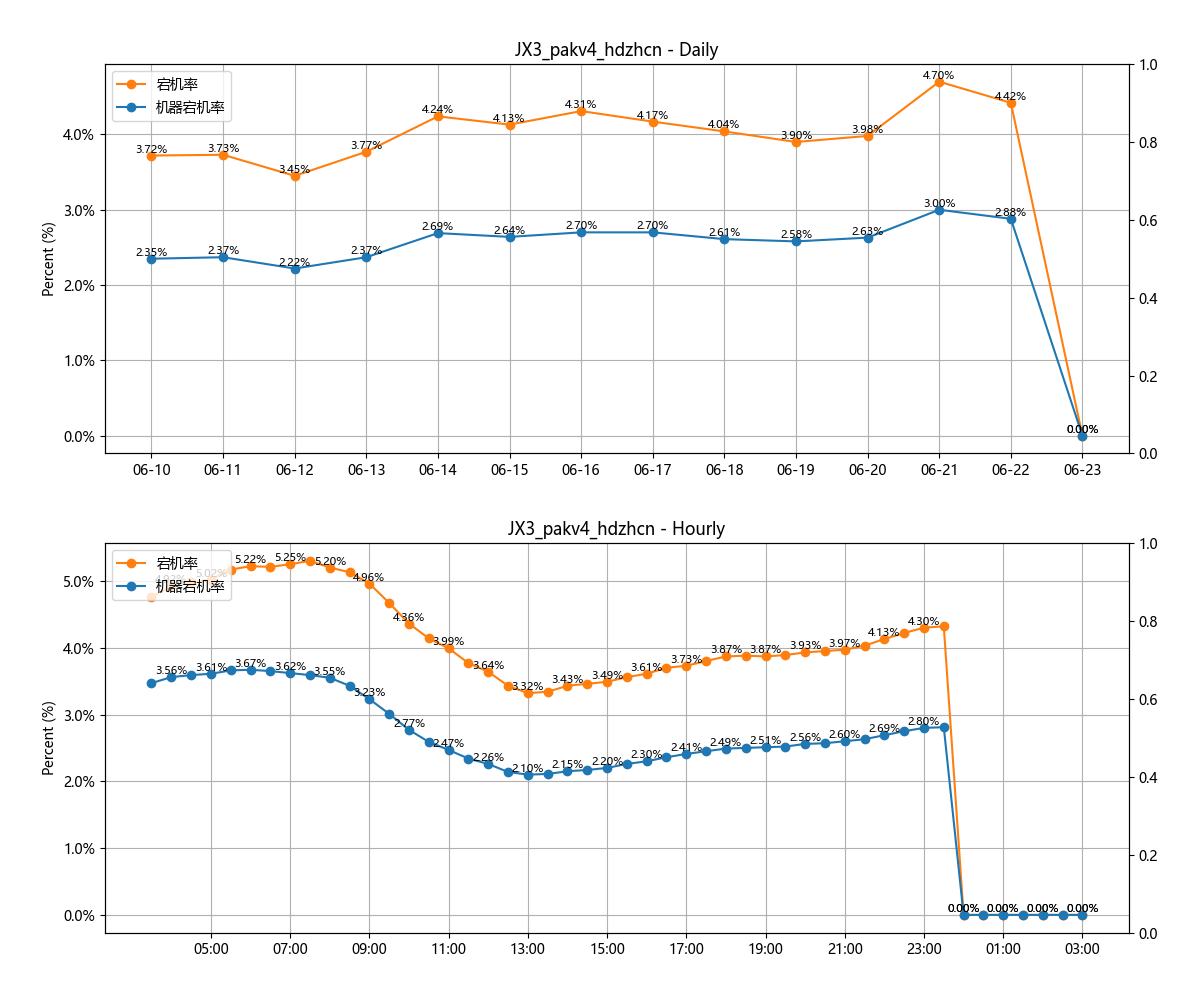 JX3_pakv4_hdzhcn - Daily
宕机率
机器宕机率
Percent (%)
4.0%
3.0%
2.0%
1.0%
0.0%
1.0
0.8
0.6
0.4
0.2
0.0
3.72% 3.73% 3.45% 3.77% 4.24% 4.13% 4.31% 4.17% 4.04% 3.90% 3.98% 4.70% 4.42% 0.00%
2.35% 2.37% 2.22% 2.37% 2.69% 2.64% 2.70% 2.70% 2.61% 2.58% 2.63% 3.00% 2.88% 0.00%
06-10 06-11 06-12 06-13 06-14 06-15 06-16 06-17 06-18 06-19 06-20 06-21 06-22 06-23
JX3_pakv4_hdzhcn - Hourly
宕机率
机器宕机率
Percent (%)
5.0%
4.0%
3.0%
2.0%
1.0%
0.0%
1.0
0.8
0.6
0.4
0.2
0.0
5.02% 5.22% 5.25% 5.20% 4.96% 4.36% 3.99% 3.64% 3.32% 3.43% 3.49% 3.61% 3.73% 3.87% 3.87% 3.93% 3.97% 4.13% 4.30% 0.00% 0.00% 0.00% 0.00%
3.56% 3.61% 3.67% 3.62% 3.55% 3.23% 2.77% 2.47% 2.26% 2.10% 2.15% 2.20% 2.30% 2.41% 2.49% 2.51% 2.56% 2.60% 2.69% 2.80% 0.00% 0.00% 0.00% 0.00%
05:00 07:00 09:00 11:00 13:00 15:00 17:00 19:00 21:00 23:00 01:00 03:00